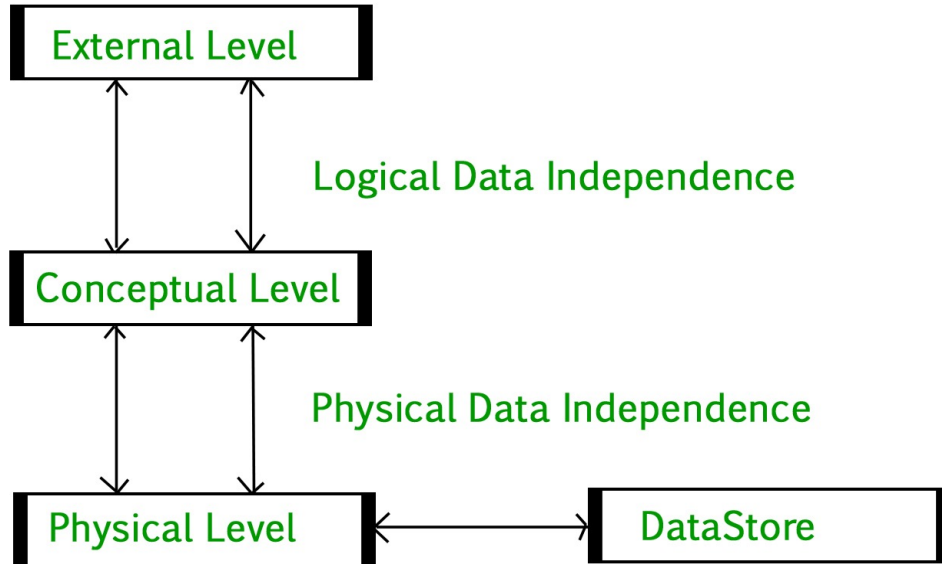 External Level
Logical Data Independence
Conceptual Level
Physical Data Independence
Physical Level
DataStore